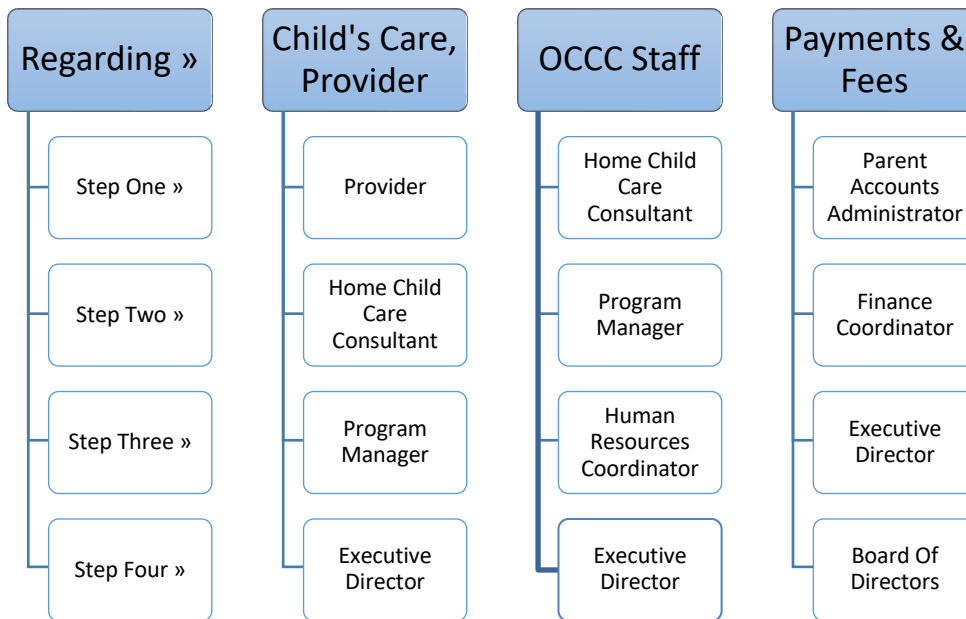 Regarding »
Child's Care,
Provider
OCCC Staff
Payments &
Fees
Step One »
Provider
Home Child
Care
Consultant
Parent
Accounts
Administrator
Step Two »
Home Child
Care
Consultant
Program
Manager
Finance
Coordinator
Step Three »
Program
Manager
Human
Resources
Coordinator
Executive
Director
Step Four »
Executive
Director
Executive
Director
Board Of
Directors